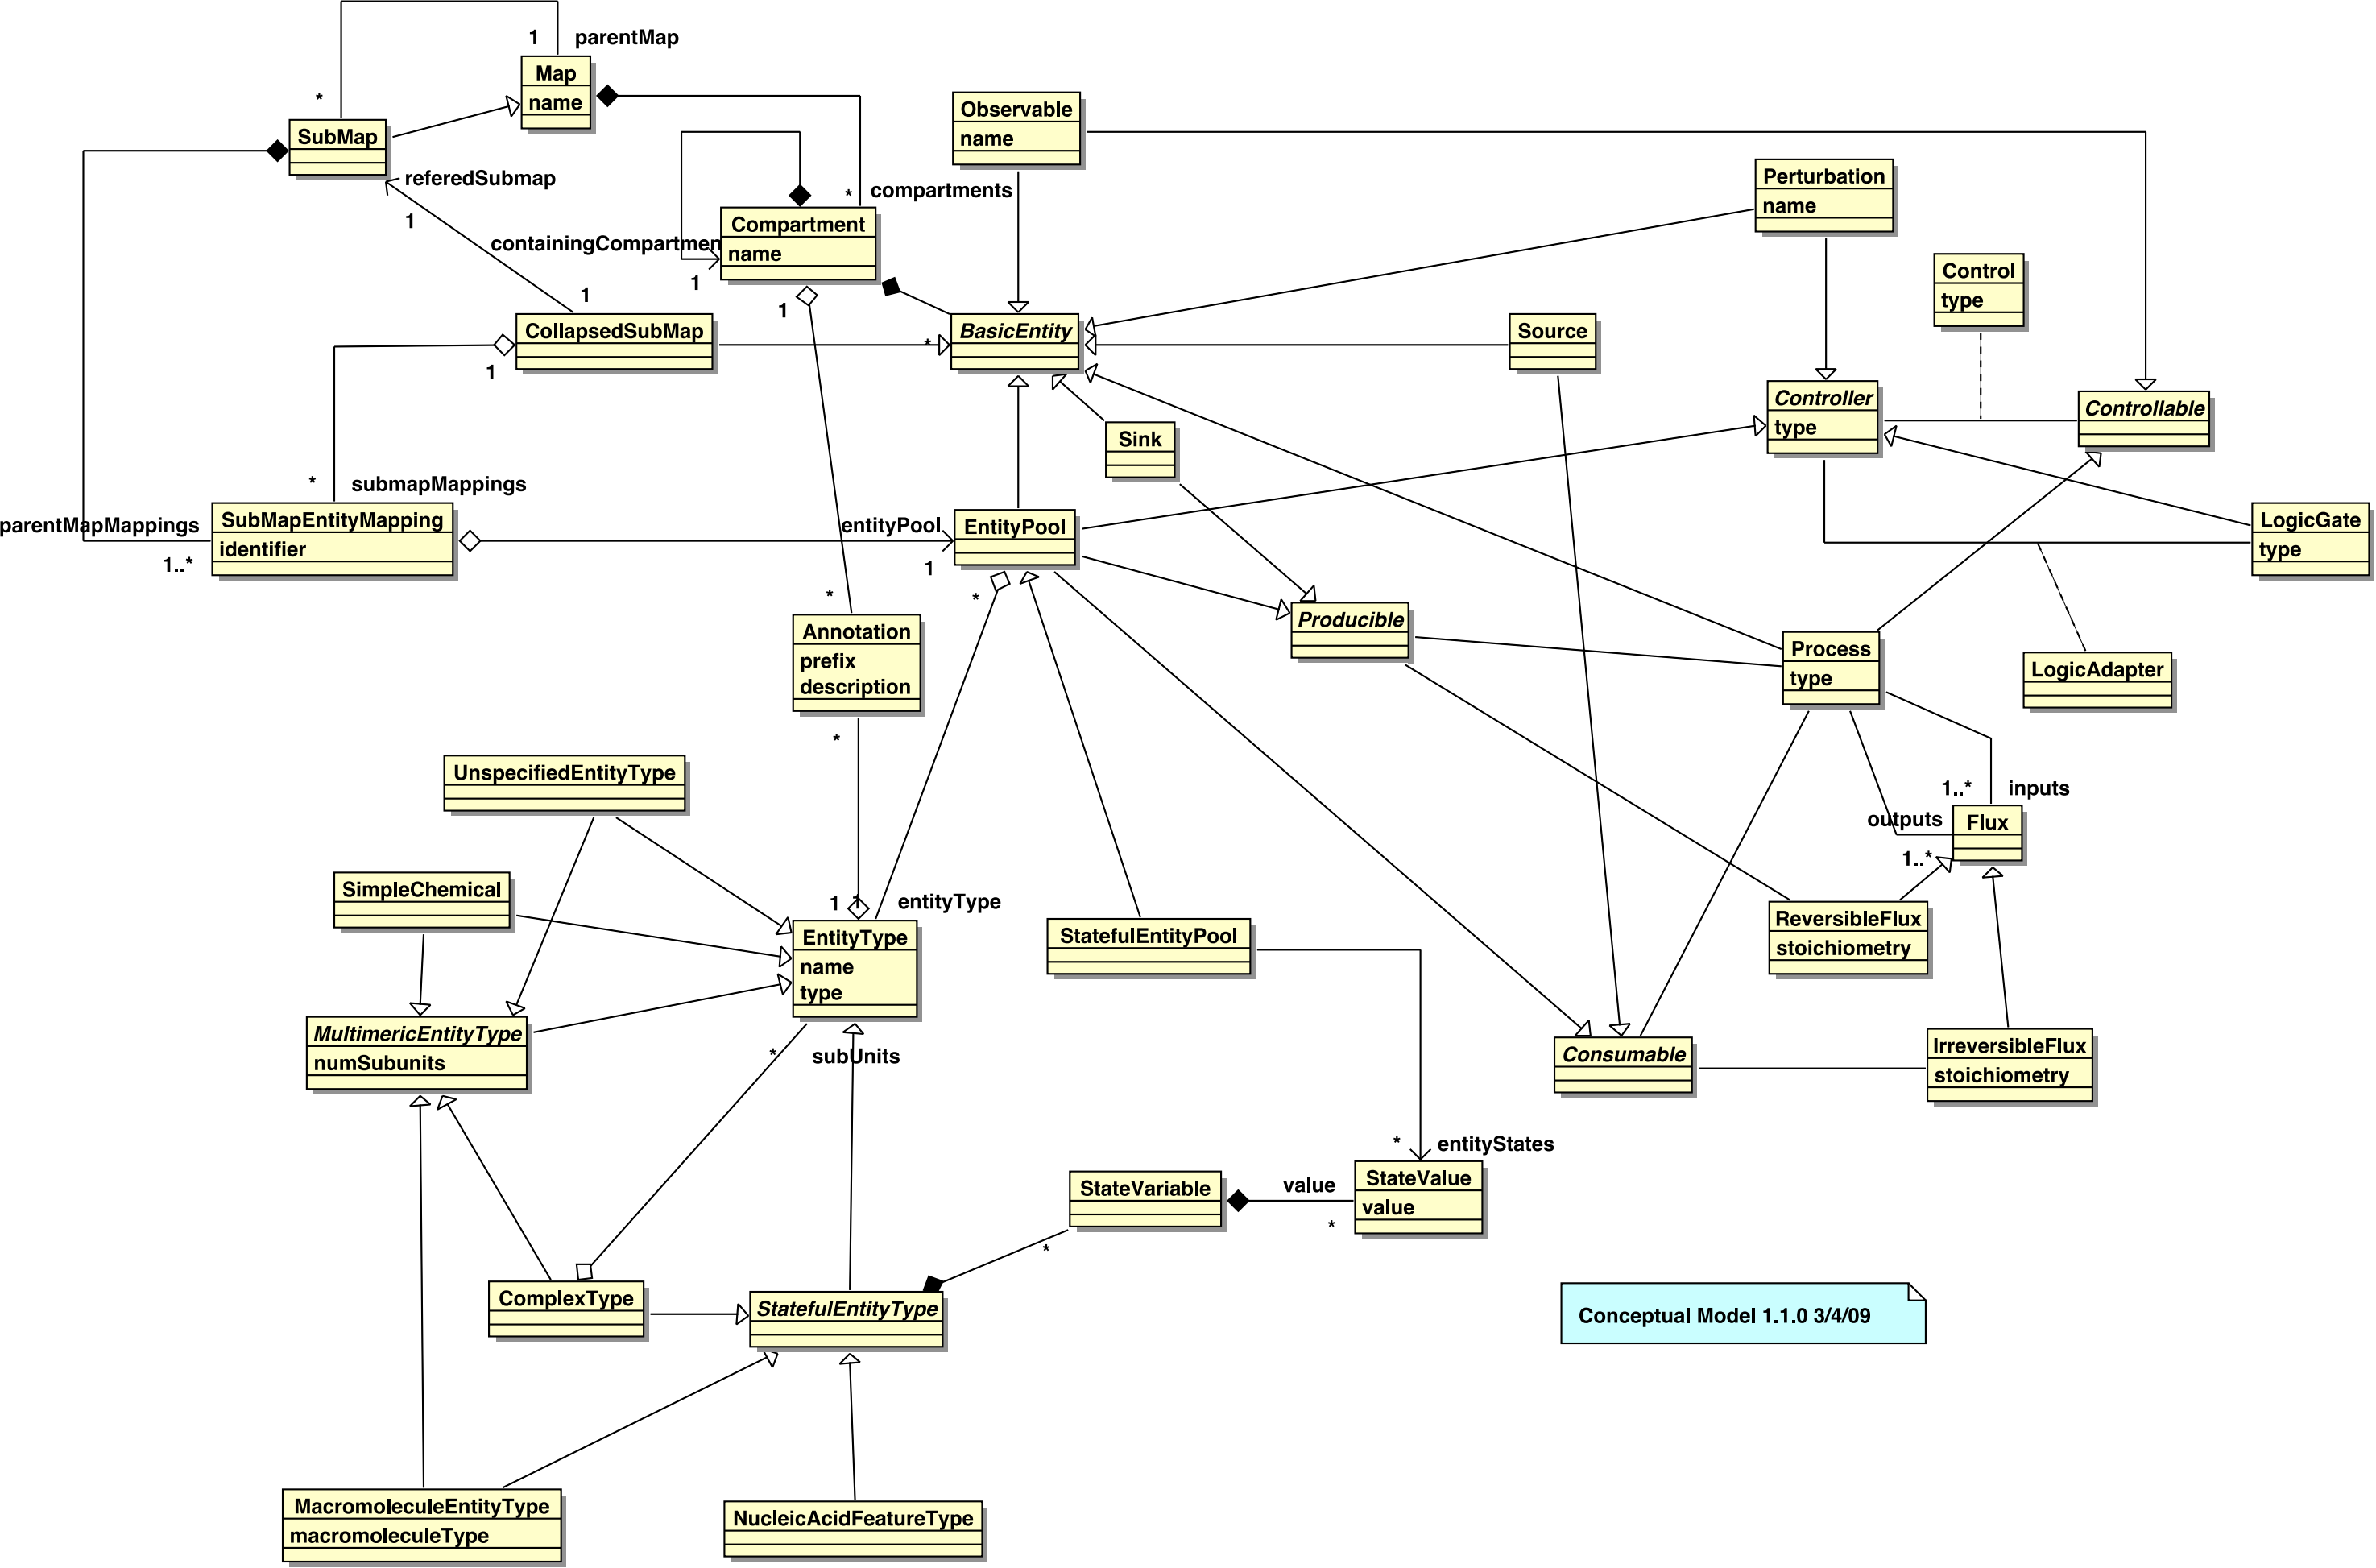 1
parentMap
Map
name
*
SubMap
Observable
name
Perturbation
name
referedSubmap
1
*
compartments
Compartment
name
containingCompartmen
1
1
1
Control
type
CollapsedSubMap
*
BasicEntity
Source
1
Controller
type
Controllable
Sink
*
submapMappings
parentMapMappings
1..*
SubMapEntityMapping
identifier
entityPool
1
EntityPool
LogicGate
type
*
*
Annotation
prefix
description
Producible
Process
type
LogicAdapter
*
UnspecifiedEntityType
1..*
inputs
outputs
Flux
1..*
SimpleChemical
1
1
entityType
EntityType
name
type
StatefulEntityPool
ReversibleFlux
stoichiometry
MultimericEntityType
numSubunits
*
subUnits
Consumable
IrreversibleFlux
stoichiometry
*
entityStates
StateVariable
value
*
StateValue
value
*
ComplexType
StatefulEntityType
Conceptual Model 1.1.0 3/4/09
MacromoleculeEntityType
macromoleculeType
NucleicAcidFeatureType